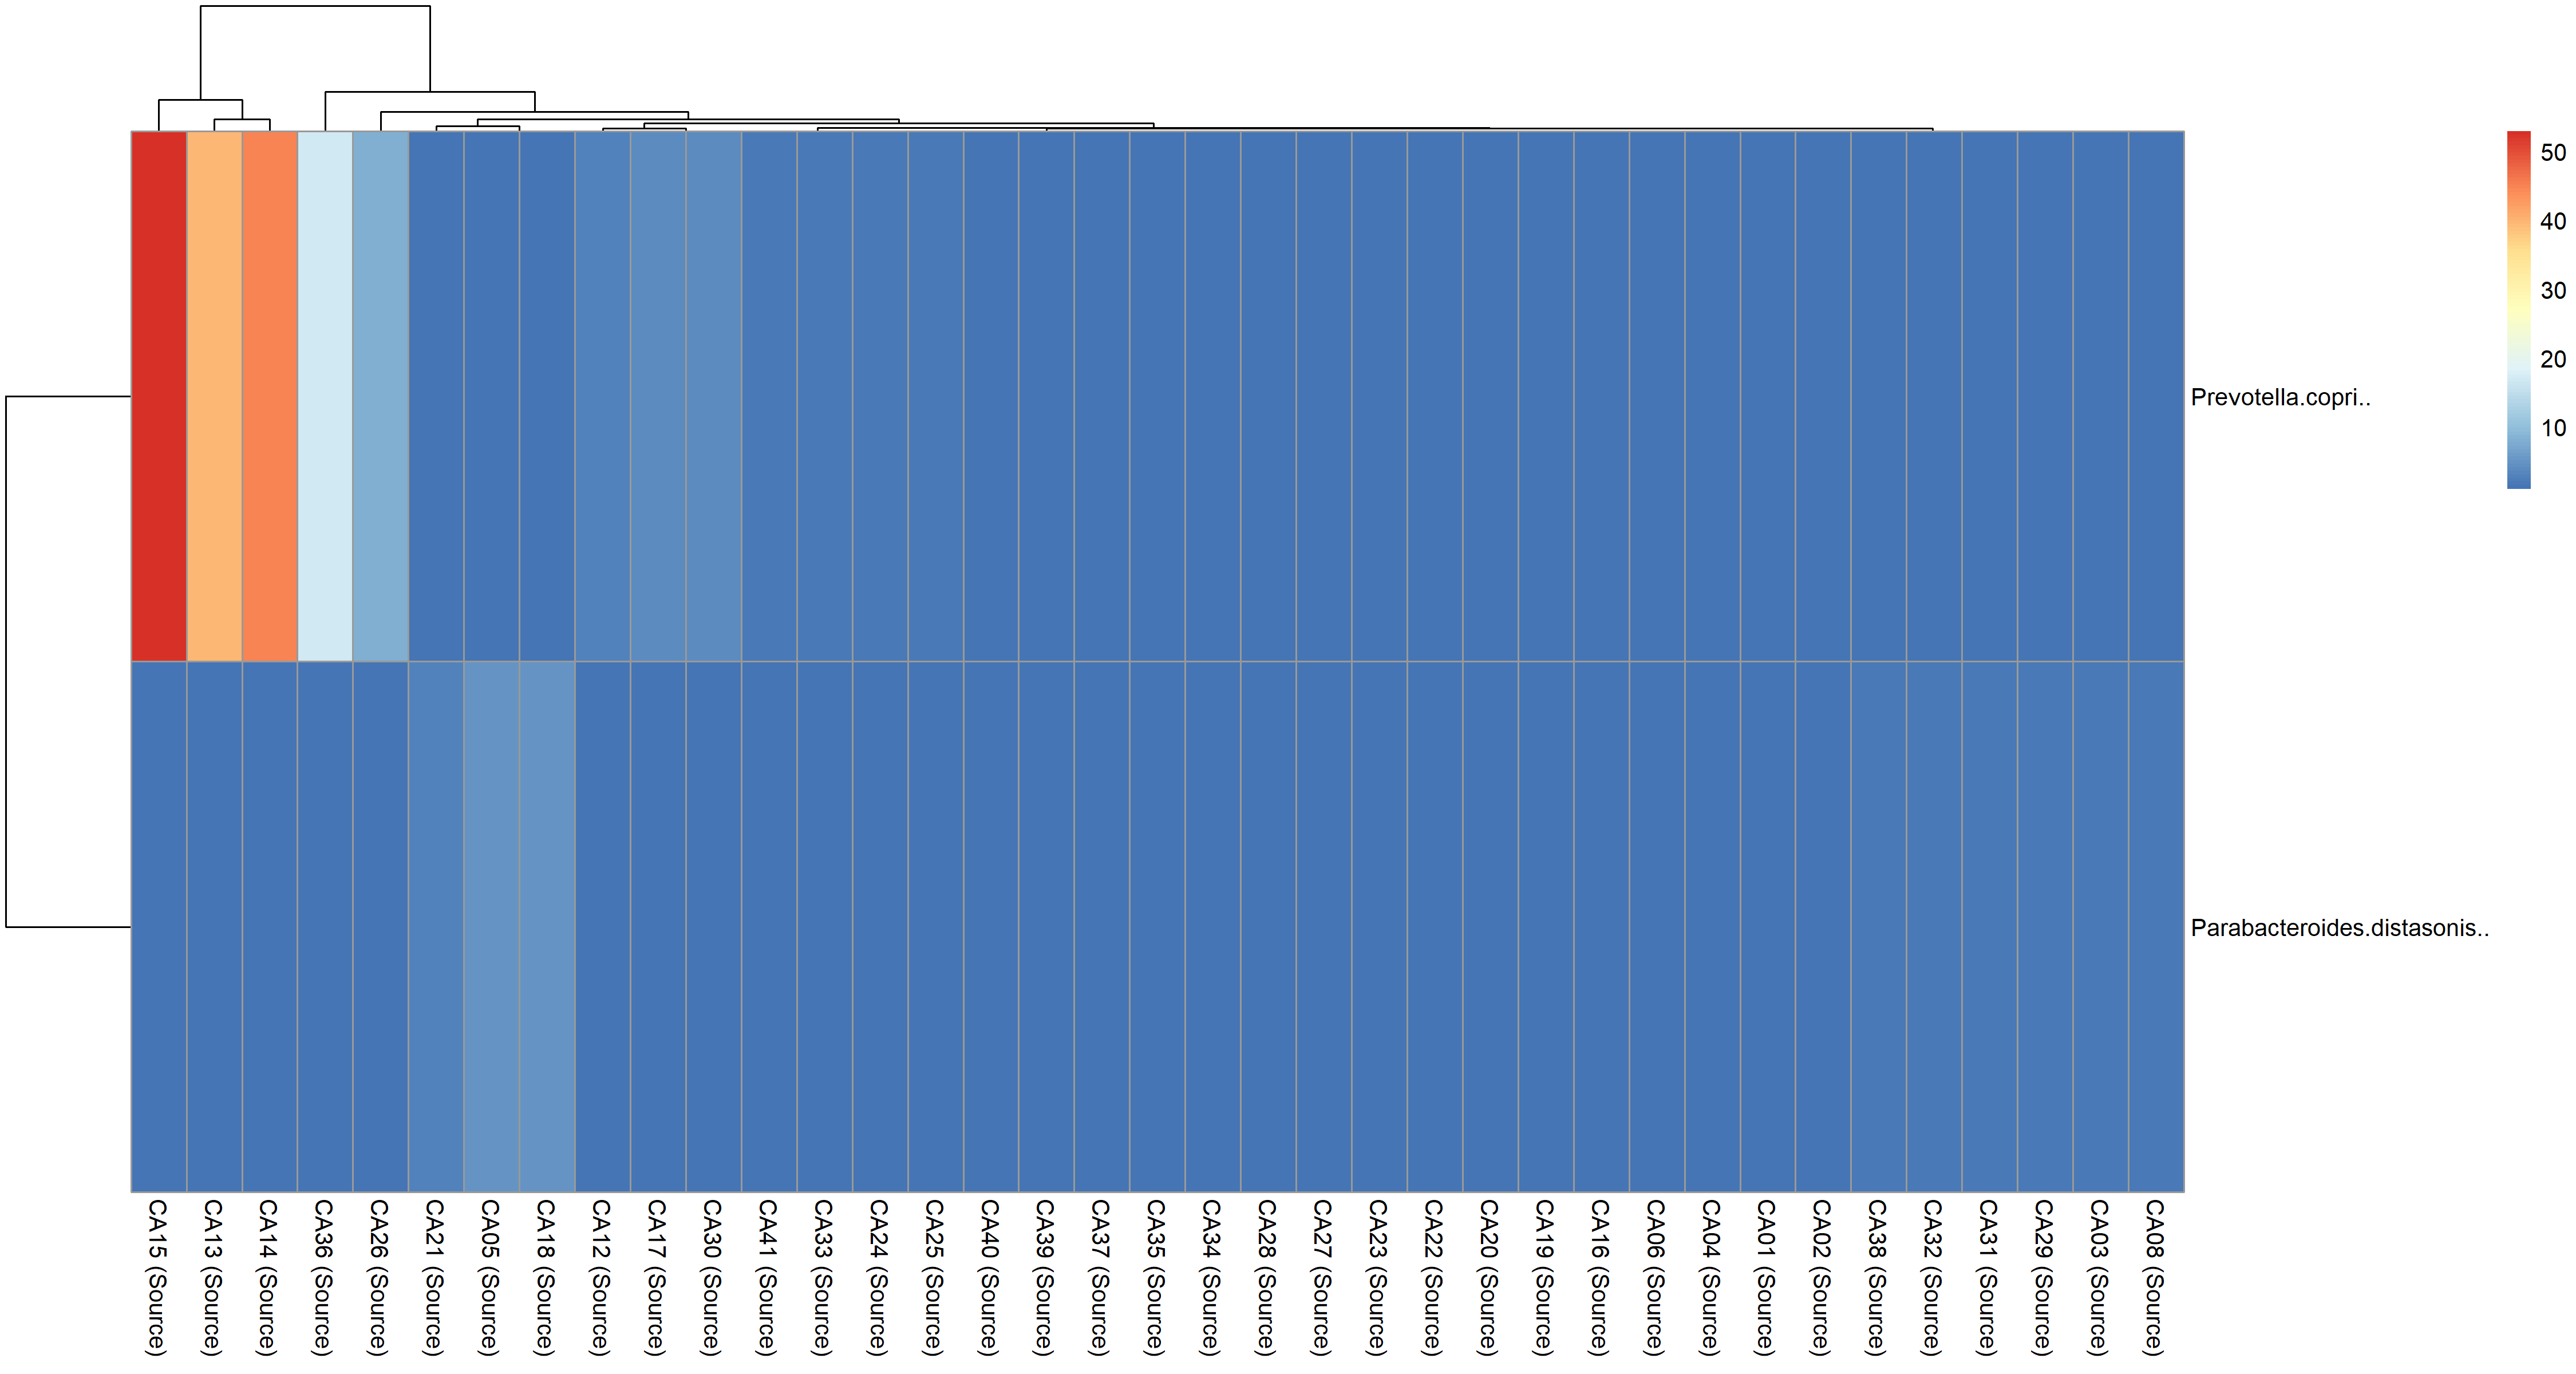 50
40
30
20
10
Prevotella.copri..
Parabacteroides.distasonis..
CA15 (Source)
CA13 (Source)
CA14 (Source)
CA36 (Source)
CA26 (Source)
CA21 (Source)
CA05 (Source)
CA18 (Source)
CA12 (Source)
CA17 (Source)
CA30 (Source)
CA41 (Source)
CA33 (Source)
CA24 (Source)
CA25 (Source)
CA40 (Source)
CA39 (Source)
CA37 (Source)
CA35 (Source)
CA34 (Source)
CA28 (Source)
CA27 (Source)
CA23 (Source)
CA22 (Source)
CA20 (Source)
CA19 (Source)
CA16 (Source)
CA06 (Source)
CA04 (Source)
CA01 (Source)
CA02 (Source)
CA38 (Source)
CA32 (Source)
CA31 (Source)
CA29 (Source)
CA03 (Source)
CA08 (Source)